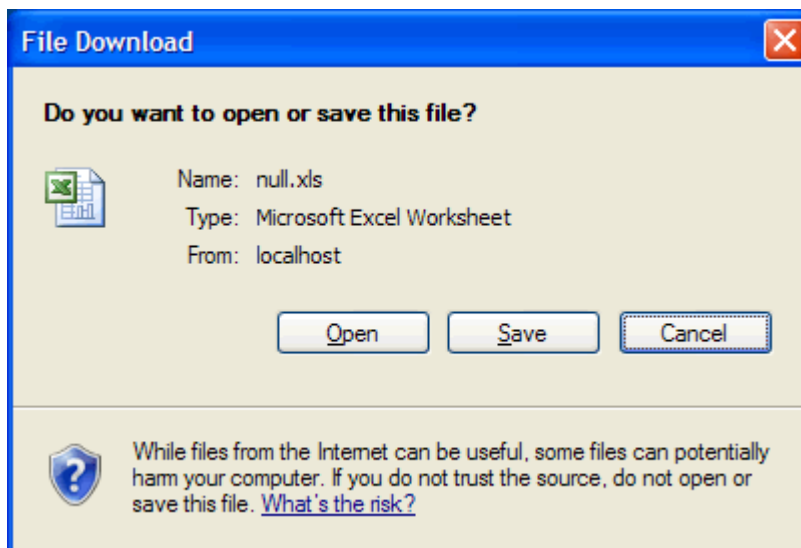 File Download
Do you want to open or save this file?
Name: null.xls
Type: Microsoft Excel Worksheet
From: localhost
Open Save Cancel
While files from the Internet can be useful, some files can potentially
harm your computer. If you do not trust the source, do not open or
save this file. What's the risk?